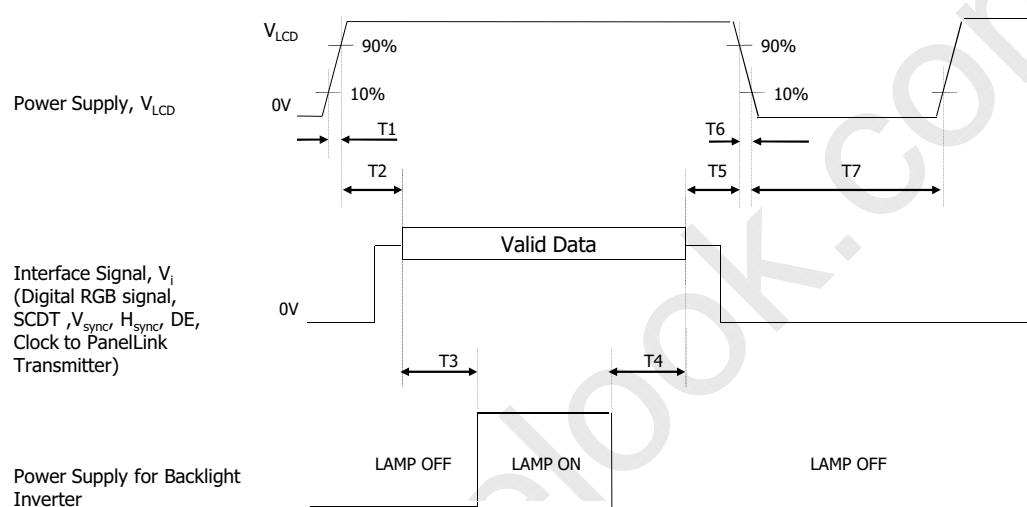 V_LCD
90%
90%
10%
10%
Power Supply, V_LCD
0V
T1
T6
T2
T5
T7
Valid Data
Interface Signal, V_i
(Digital RGB signal,
SCDT ,V_sync, H_sync, DE,
Clock to PanelLink
Transmitter)
0V
T3
T4
LAMP OFF
LAMP ON
LAMP OFF
Power Supply for Backlight
Inverter